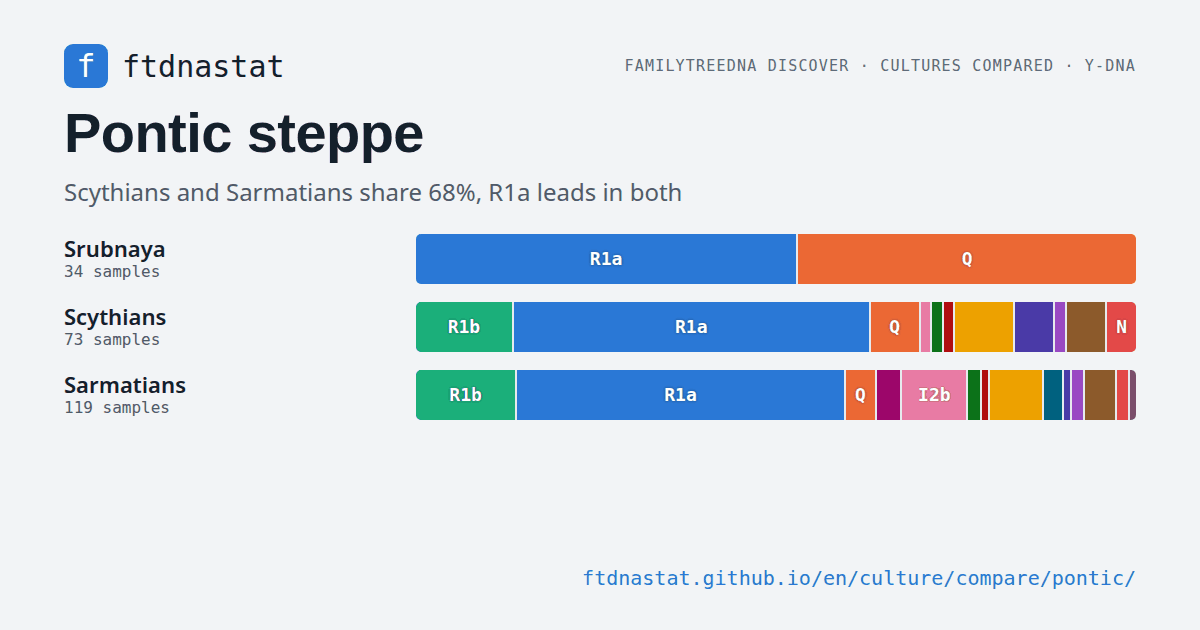 f ftdnastat
FAMILYTREEDNA DISCOVER · CULTURES COMPARED · Y-DNA
Pontic steppe
Scythians and Sarmatians share 68%, R1a leads in both
Srubnaya
34 samples
R1a Q
Scythians
73 samples
R1b R1a Q N
Sarmatians
119 samples
R1b R1a Q I2b
ftdnastat.github.io/en/culture/compare/pontic/